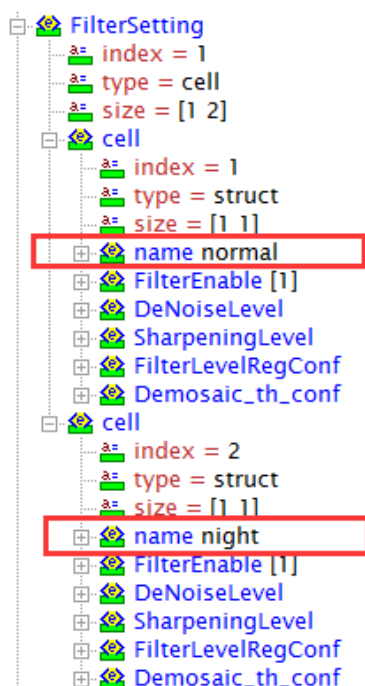 FilterSetting
index = 1
type = cell
size = [1 2]
cell
index = 1
type = struct
size = [1 1]
name normal
FilterEnable [1]
DeNoiseLevel
SharpeningLevel
FilterLevelRegConf
Demosaic_th_conf
cell
index = 2
type = struct
size = [1 1]
name night
FilterEnable [1]
DeNoiseLevel
SharpeningLevel
FilterLevelRegConf
Demosaic_th_conf